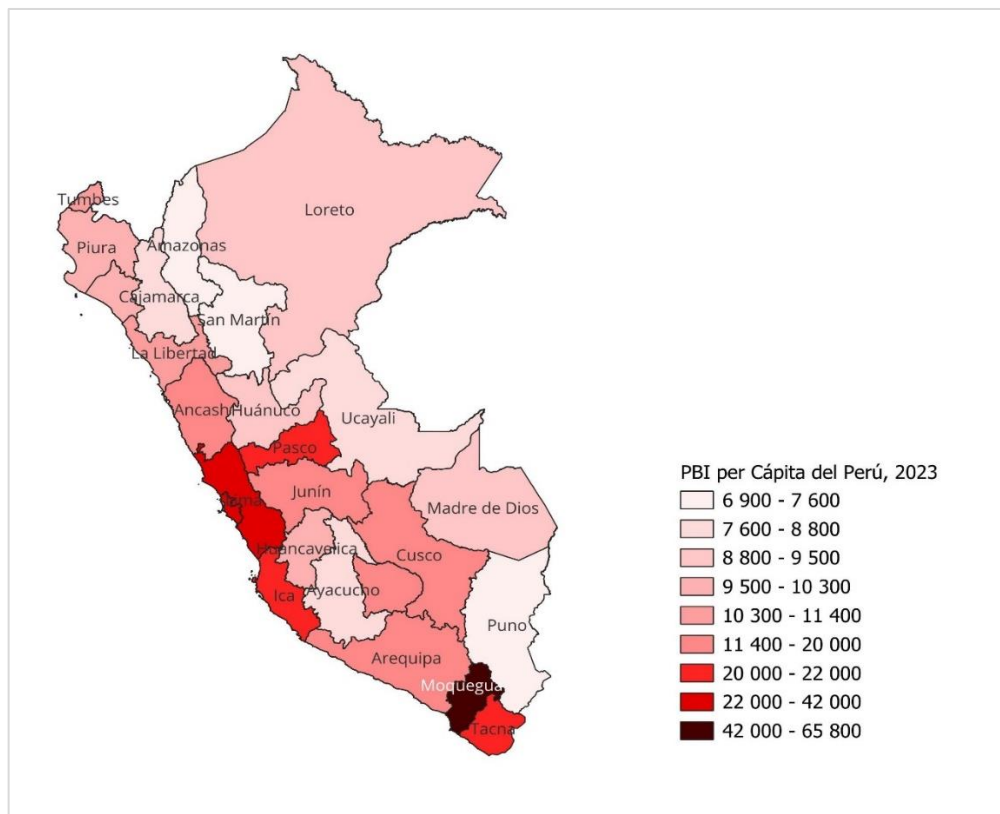 Loreto
Tumbes
Piura
Amazonas
Cajamarca
San Martín
La Libertad
Ancash
Huánuco
Ucayali
Pasco
Lima
Junín
Madre de Dios
Huancavelica
Cusco
Ica
Ayacucho
Puno
Arequipa
Moquegua
Tacna
PBI per Cápita del Perú, 2023
6 900 - 7 600
7 600 - 8 800
8 800 - 9 500
9 500 - 10 300
10 300 - 11 400
11 400 - 20 000
20 000 - 22 000
22 000 - 42 000
42 000 - 65 800